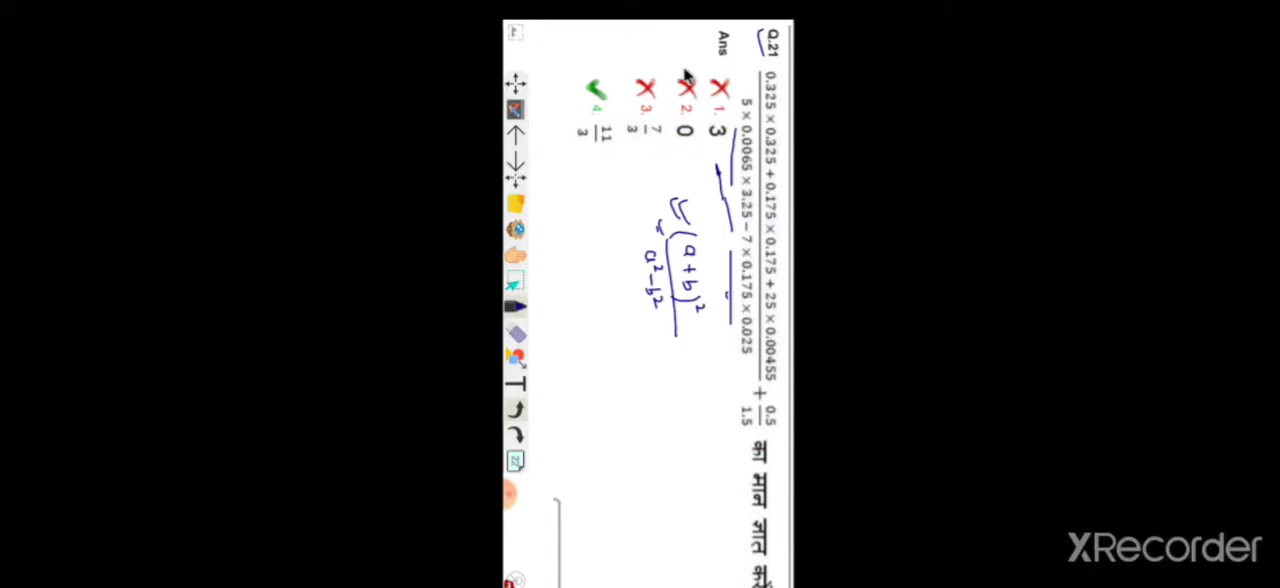 Q.21
0.325 × 0.325 + 0.175 × 0.175 + 25 × 0.00455
5 × 0.0065 × 3.25 − 7 × 0.175 × 0.025
+ 0.5
1.5
का मान ज्ञात करें
Ans
1. 3
2. 0
3. 7
3
4. 11
3
(a+b)²
a²-b²
T
22
XRecorder